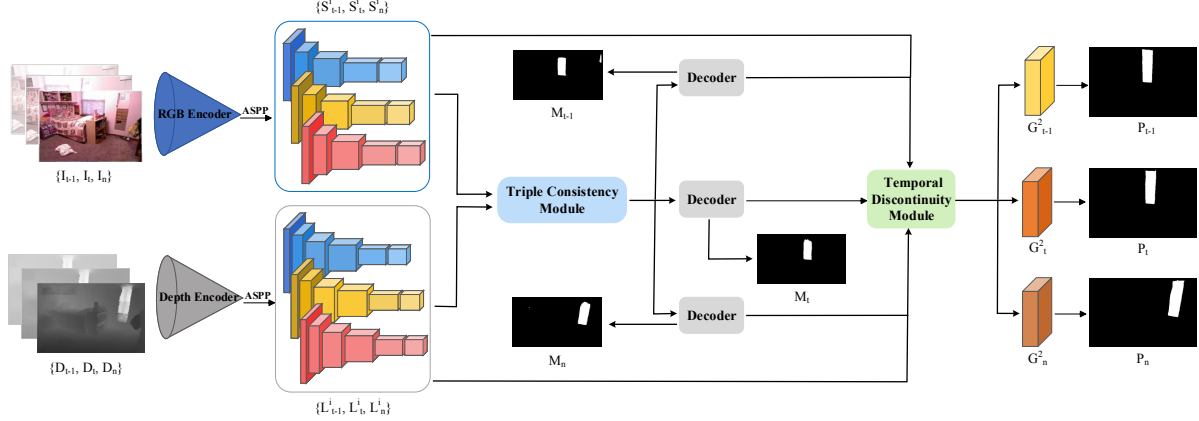 {S^i_{t-1}, S^i_t, S^i_n}
RGB Encoder
ASPP
{I_{t-1}, I_t, I_n}
Decoder
M_{t-1}
G^2_{t-1}
P_{t-1}
Triple Consistency
Module
Decoder
Temporal
Discontinuity
Module
G^2_t
P_t
M_t
Depth Encoder
ASPP
{D_{t-1}, D_t, D_n}
Decoder
M_n
G^2_n
P_n
{L^i_{t-1}, L^i_t, L^i_n}